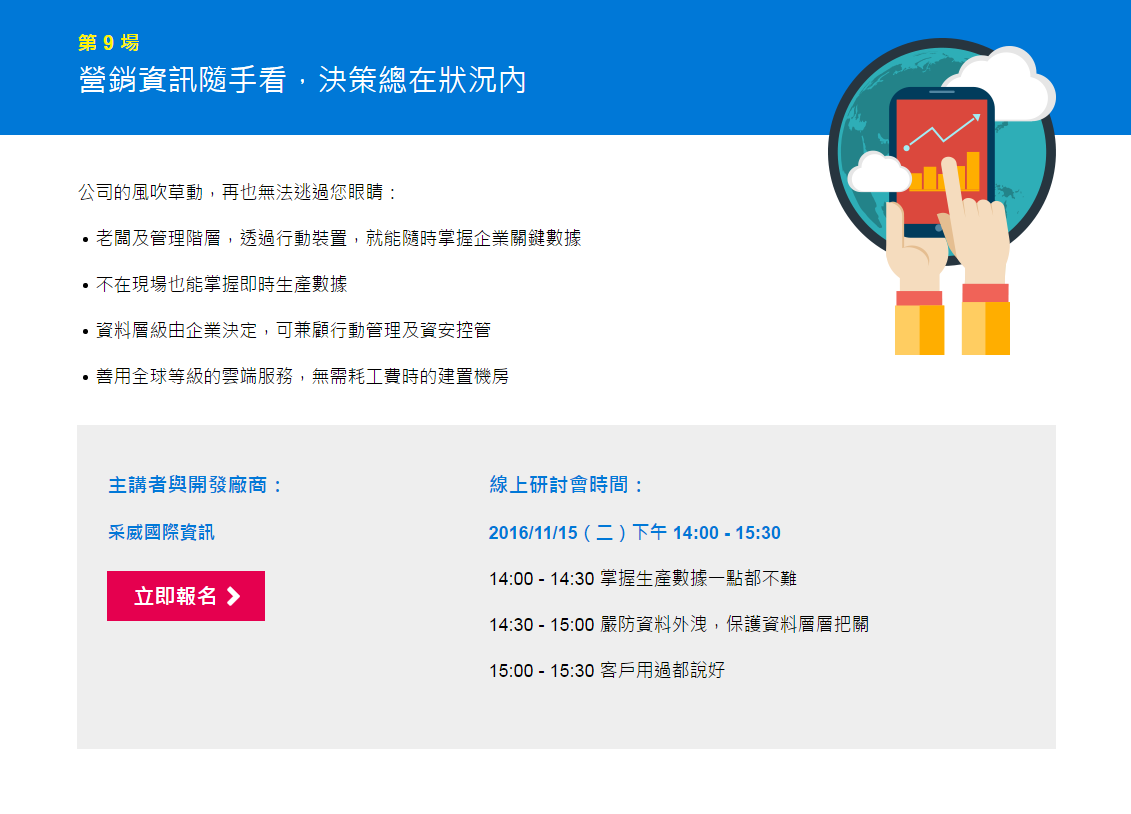 第 9 場
營銷資訊隨手看，決策總在狀況內
公司的風吹草動，再也無法逃過您眼睛：
• 老闆及管理階層，透過行動裝置，就能隨時掌握企業關鍵數據
• 不在現場也能掌握即時生產數據
• 資料層級由企業決定，可兼顧行動管理及資安控管
• 善用全球等級的雲端服務，無需耗工費時的建置機房
主講者與開發廠商：
采威國際資訊
立即報名
線上研討會時間：
2016/11/15（二）下午 14:00 - 15:30
14:00 - 14:30 掌握生產數據一點都不難
14:30 - 15:00 嚴防資料外洩，保護資料層層把關
15:00 - 15:30 客戶用過都說好